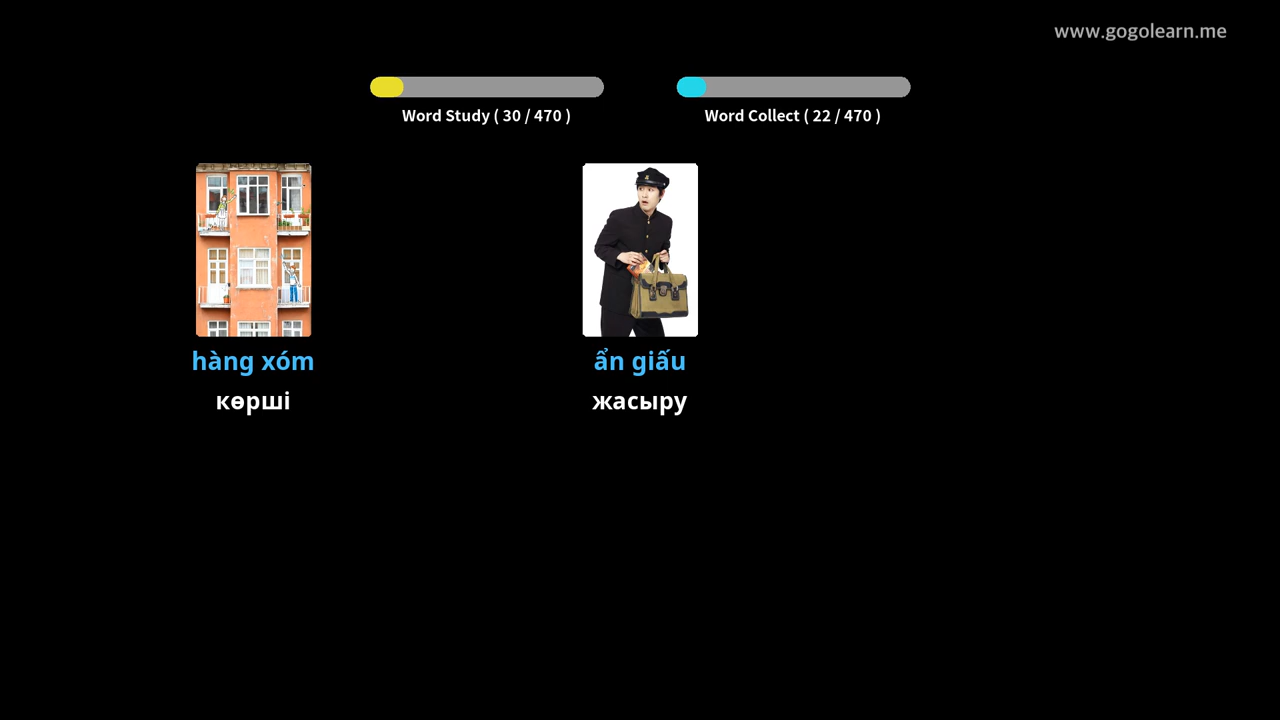 www.gogolearn.me
Word Study ( 30 / 470 )
Word Collect ( 22 / 470 )
hàng xóm
көрші
ẩn giấu
жасыру